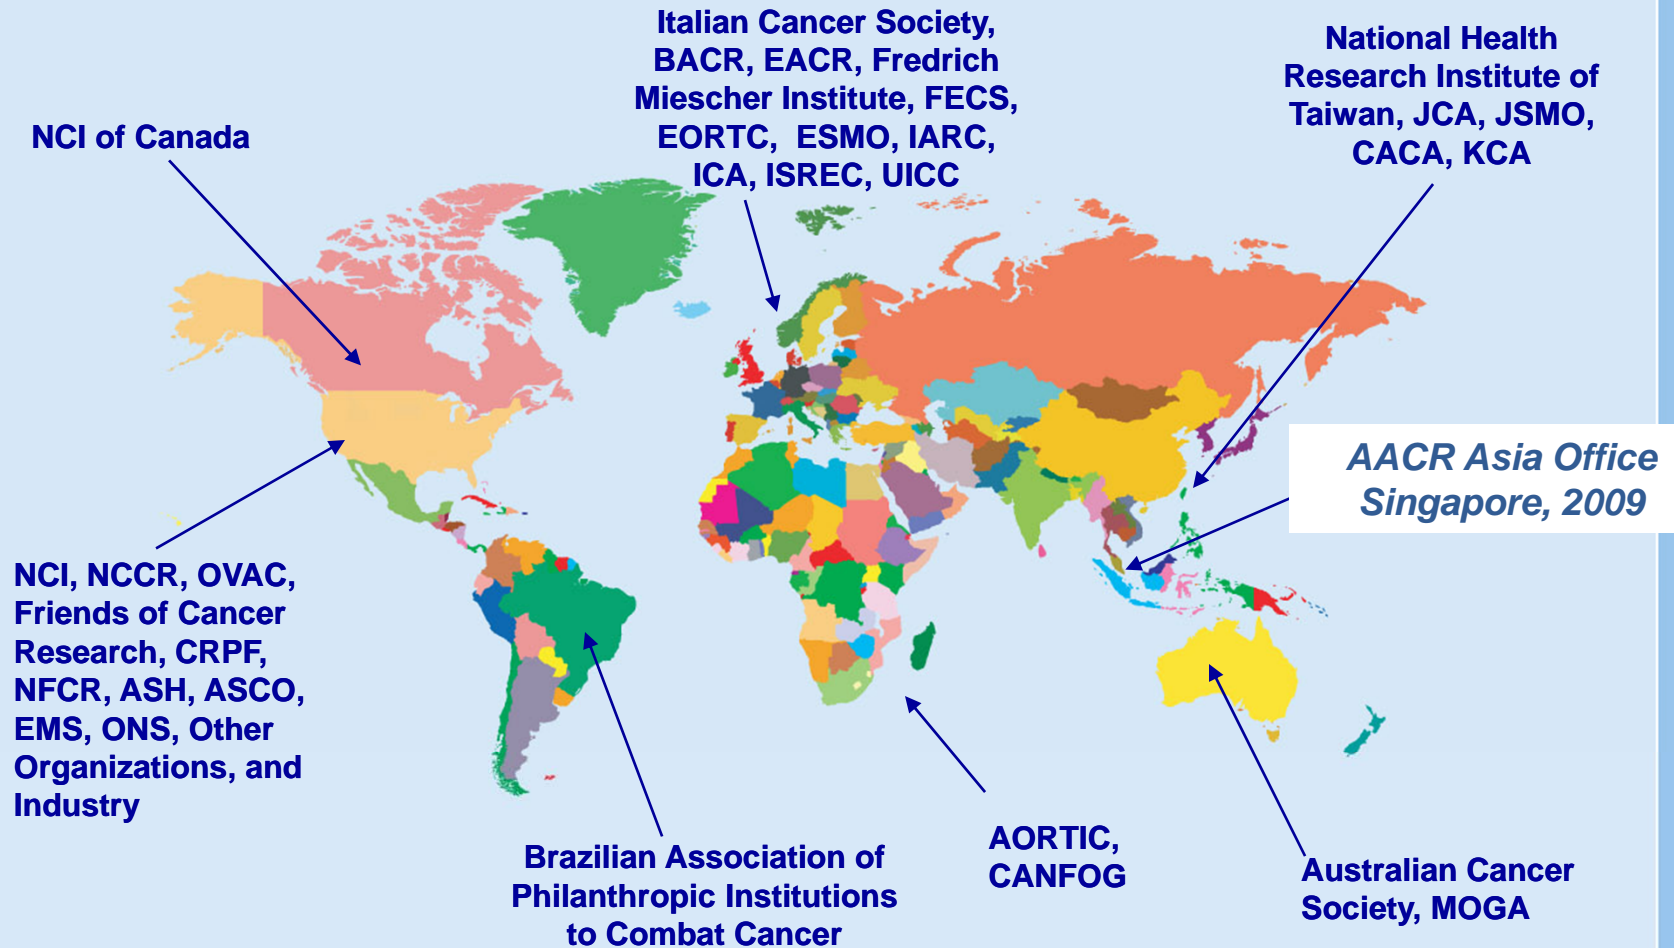 Italian Cancer Society,
BACR, EACR, Fredrich
Miescher Institute, FECS,
EORTC, ESMO, IARC,
ICA, ISREC, UICC
National Health
Research Institute of
Taiwan, JCA, JSMO,
CACA, KCA
NCI of Canada
AACR Asia Office
Singapore, 2009
NCI, NCCR, OVAC,
Friends of Cancer
Research, CRPF,
NFCR, ASH, ASCO,
EMS, ONS, Other
Organizations, and
Industry
Brazilian Association of
Philanthropic Institutions
to Combat Cancer
AORTIC,
CANFOG
Australian Cancer
Society, MOGA